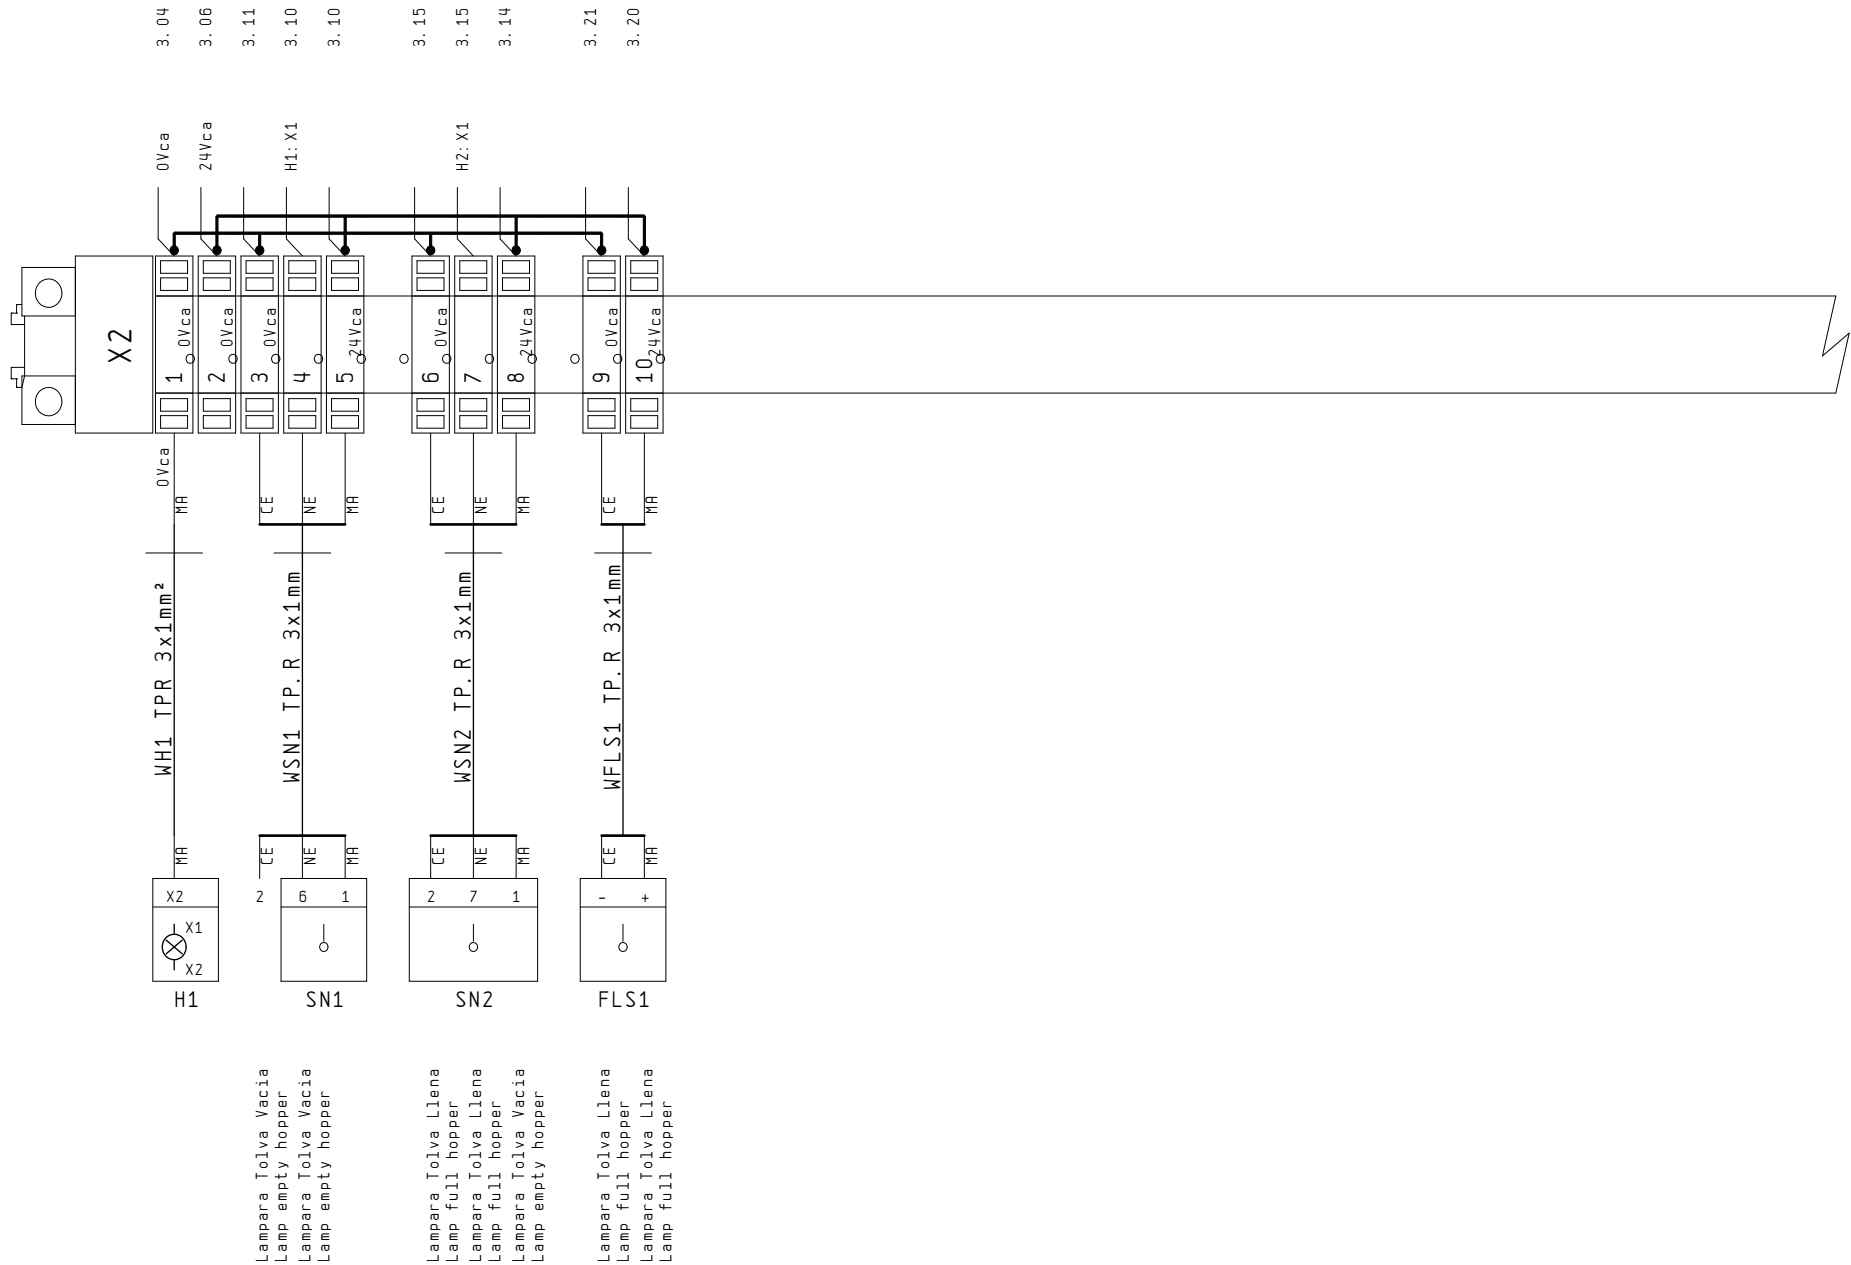 3.04
3.06
3.11
3.10
3.10
3.15
3.15
3.14
3.21
3.20
0Vca
24Vca
H1:X1
H2:X1
X2
1
0Vca
2
0Vca
3
0Vca
4
5
24Vca
6
0Vca
7
8
24Vca
9
0Vca
10
24Vca
0Vca
MA
CE
NE
MA
CE
NE
MA
CE
MA
WH1 TPR 3x1mm²
WSN1 TP.R 3x1mm
WSN2 TP.R 3x1mm
WFLS1 TP.R 3x1mm
MA
CE
NE
MA
CE
NE
MA
CE
MA
X2
2
6
1
2
7
1
-
+
X1
X2
H1
SN1
SN2
FLS1
Lampara Tolva Vacia
Lamp empty hopper
Lampara Tolva Vacia
Lamp empty hopper
Lampara Tolva Llena
Lamp full hopper
Lampara Tolva Llena
Lamp full hopper
Lampara Tolva Vacia
Lamp empty hopper
Lampara Tolva Llena
Lamp full hopper
Lampara Tolva Llena
Lamp full hopper